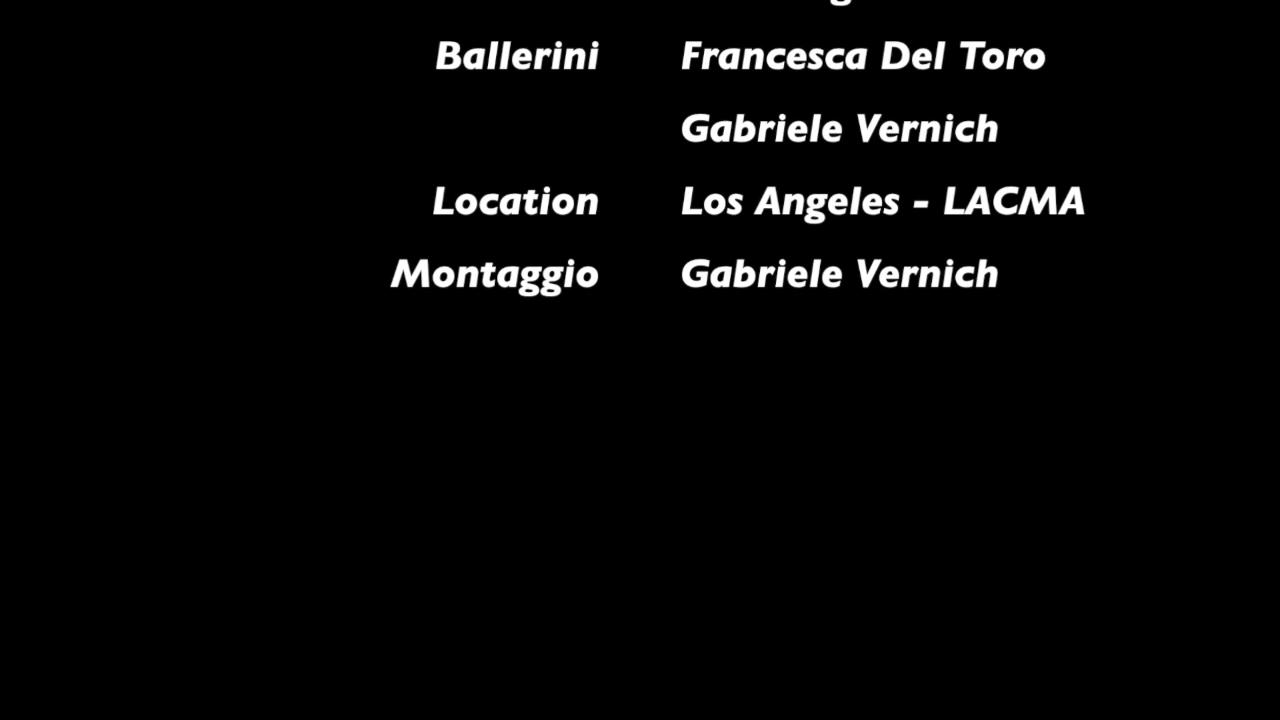 Ballerini Francesca Del Toro
Gabriele Vernich
Location Los Angeles - LACMA
Montaggio Gabriele Vernich